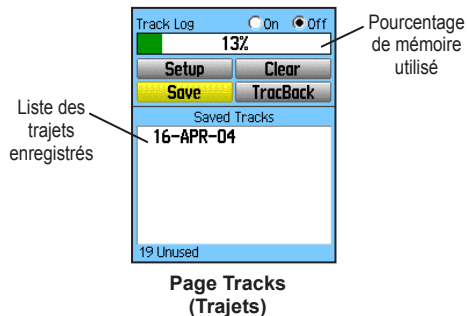 Track Log On Off
13%
Setup Clear
Save TracBack
Saved Tracks
16-APR-04
19 Unused
Pourcentage
de mémoire
utilisé
Liste des
trajets
enregistrés
Page Tracks
(Trajets)